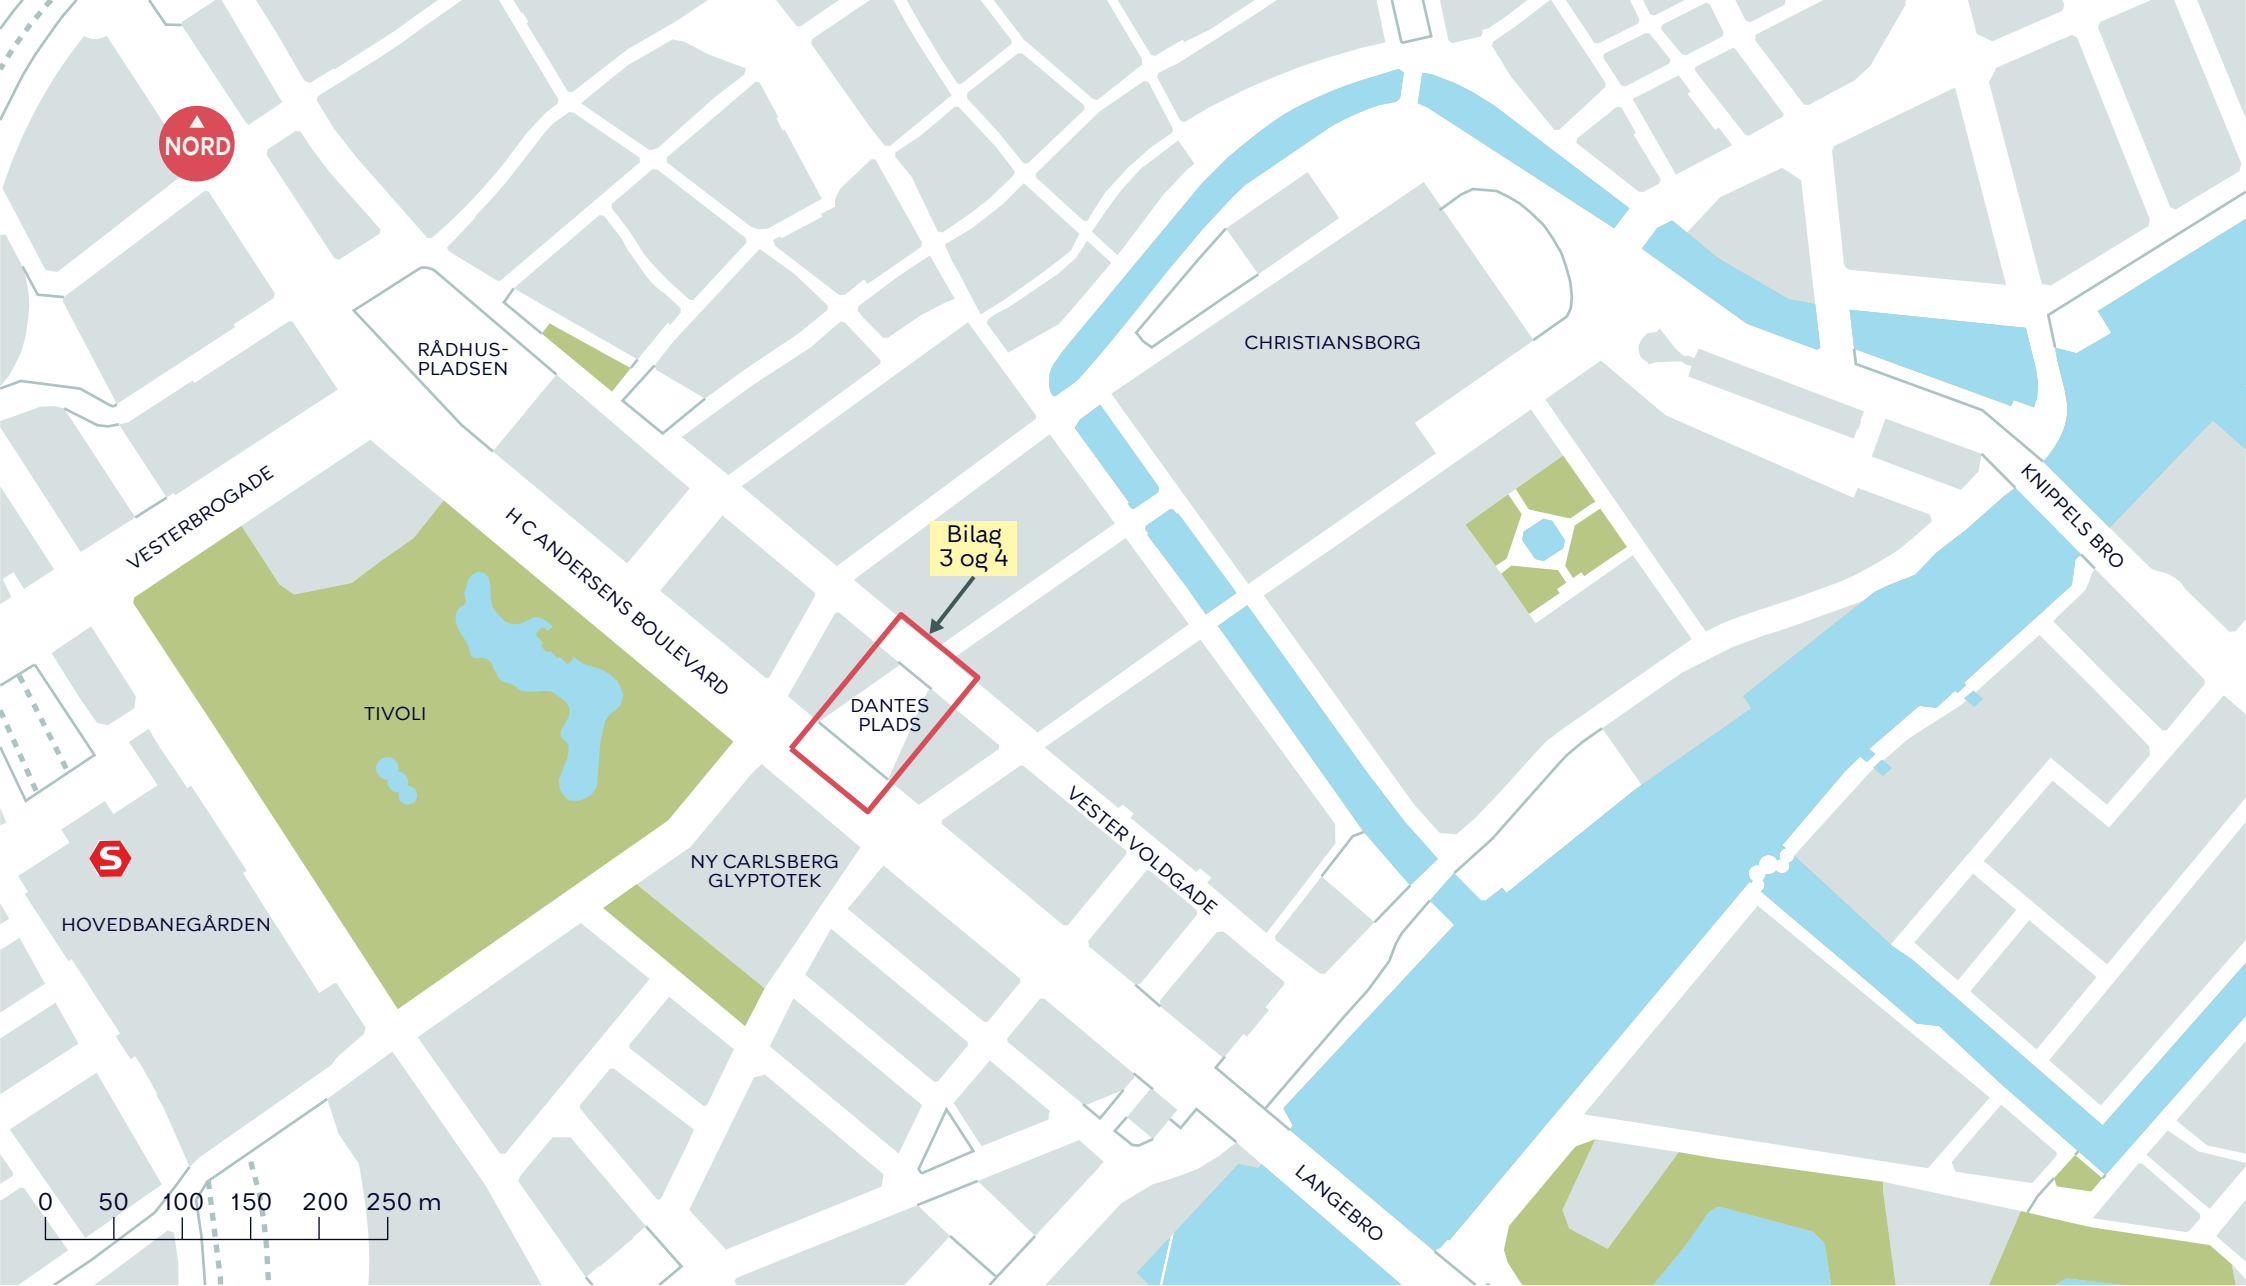 NORD
RÅDHUS-
PLADSEN
CHRISTIANSBORG
VESTERBROGADE
H C ANDERSENS BOULEVARD
KNIPPELS BRO
Bilag
3 og 4
TIVOLI
DANTES
PLADS
VESTER VOLDGADE
S
NY CARLSBERG
GLYPTOTEK
HOVEDBANEGÅRDEN
LANGEBRO
0 50 100 150 200 250 m